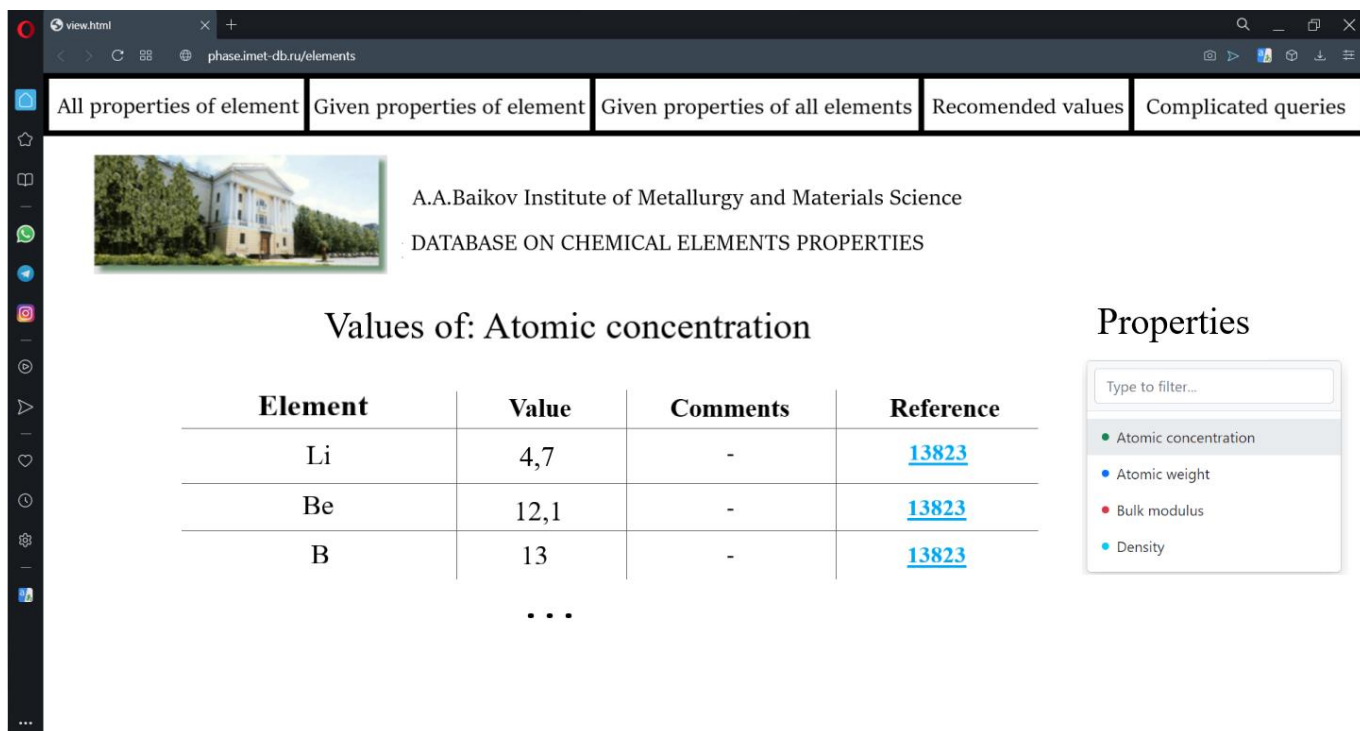 view.html
phase.imet-db.ru/elements
All properties of element Given properties of element Given properties of all elements Recomended values Complicated queries
A.A.Baikov Institute of Metallurgy and Materials Science
DATABASE ON CHEMICAL ELEMENTS PROPERTIES
Values of: Atomic concentration
Properties
Type to filter...
Element Value Comments Reference
Atomic concentration
Li 4,7 - 13823
Atomic weight
Be 12,1 - 13823
Bulk modulus
B 13 - 13823
Density
. . .